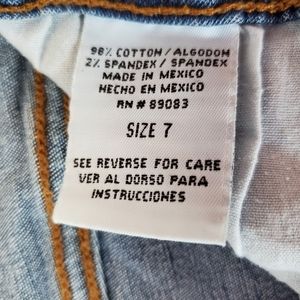 98% COTTON/ALGODON
2% SPANDEX/SPANDEX
MADE IN MEXICO
HECHO EN MEXICO
RN # 89083
SIZE 7
SEE REVERSE FOR CARE
VER AL DORSO PARA
INSTRUCCIONES